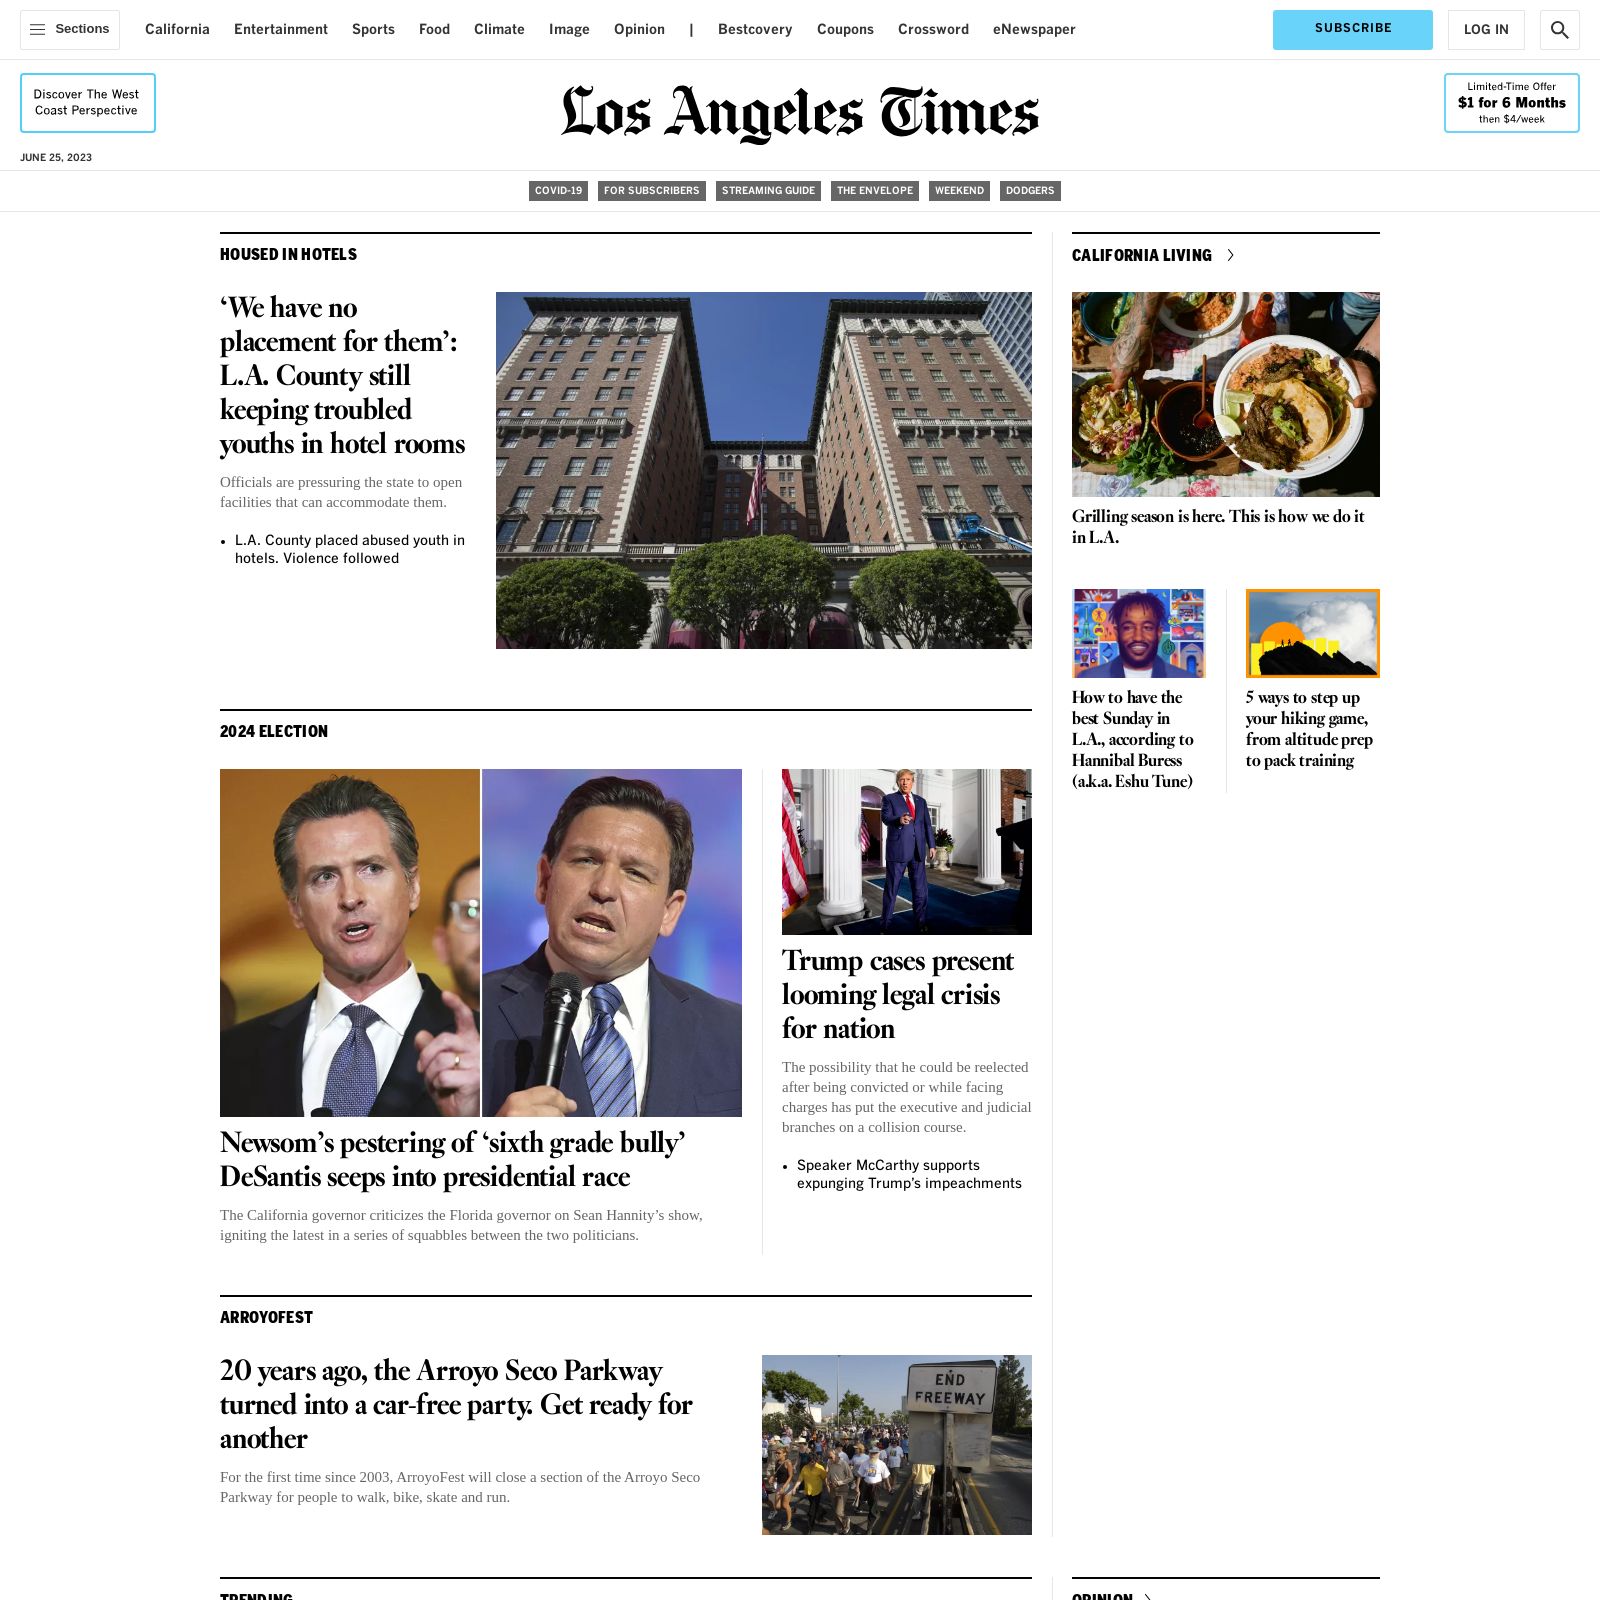 Sections
California
Entertainment
Sports
Food
Climate
Image
Opinion
|
Bestcovery
Coupons
Crossword
eNewspaper
SUBSCRIBE
LOG IN
Discover The West
Coast Perspective
Los Angeles Times
Limited-Time Offer
$1 for 6 Months
then $4/week
JUNE 25, 2023
COVID-19
FOR SUBSCRIBERS
STREAMING GUIDE
THE ENVELOPE
WEEKEND
DODGERS
HOUSED IN HOTELS
‘We have no
placement for them’:
L.A. County still
keeping troubled
youths in hotel rooms
Officials are pressuring the state to open
facilities that can accommodate them.
• L.A. County placed abused youth in
hotels. Violence followed
CALIFORNIA LIVING
Grilling season is here. This is how we do it
in L.A.
How to have the
best Sunday in
L.A., according to
Hannibal Buress
(a.k.a. Eshu Tune)
5 ways to step up
your hiking game,
from altitude prep
to pack training
2024 ELECTION
Newsom’s pestering of ‘sixth grade bully’
DeSantis seeps into presidential race
The California governor criticizes the Florida governor on Sean Hannity’s show,
igniting the latest in a series of squabbles between the two politicians.
Trump cases present
looming legal crisis
for nation
The possibility that he could be reelected
after being convicted or while facing
charges has put the executive and judicial
branches on a collision course.
• Speaker McCarthy supports
expunging Trump’s impeachments
ARROYOFEST
20 years ago, the Arroyo Seco Parkway
turned into a car-free party. Get ready for
another
For the first time since 2003, ArroyoFest will close a section of the Arroyo Seco
Parkway for people to walk, bike, skate and run.
END
FREEWAY
TRENDING
OPINION